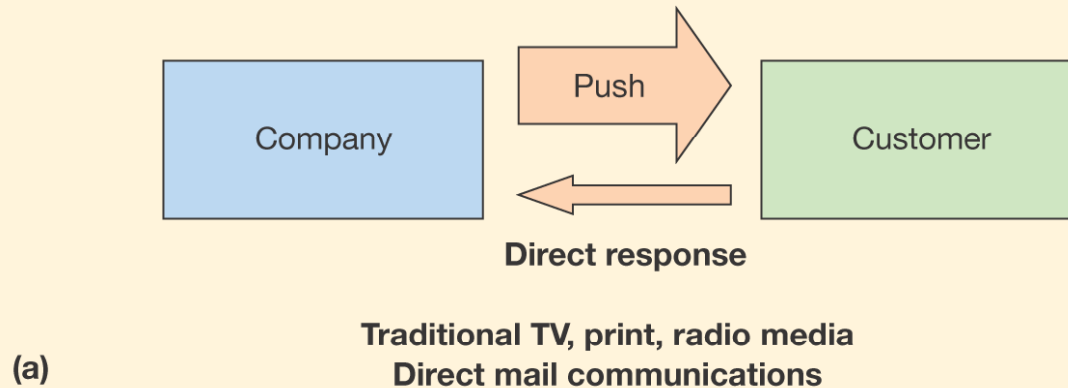 Push
Company
Customer
Direct response
Traditional TV, print, radio media
(a)
Direct mail communications